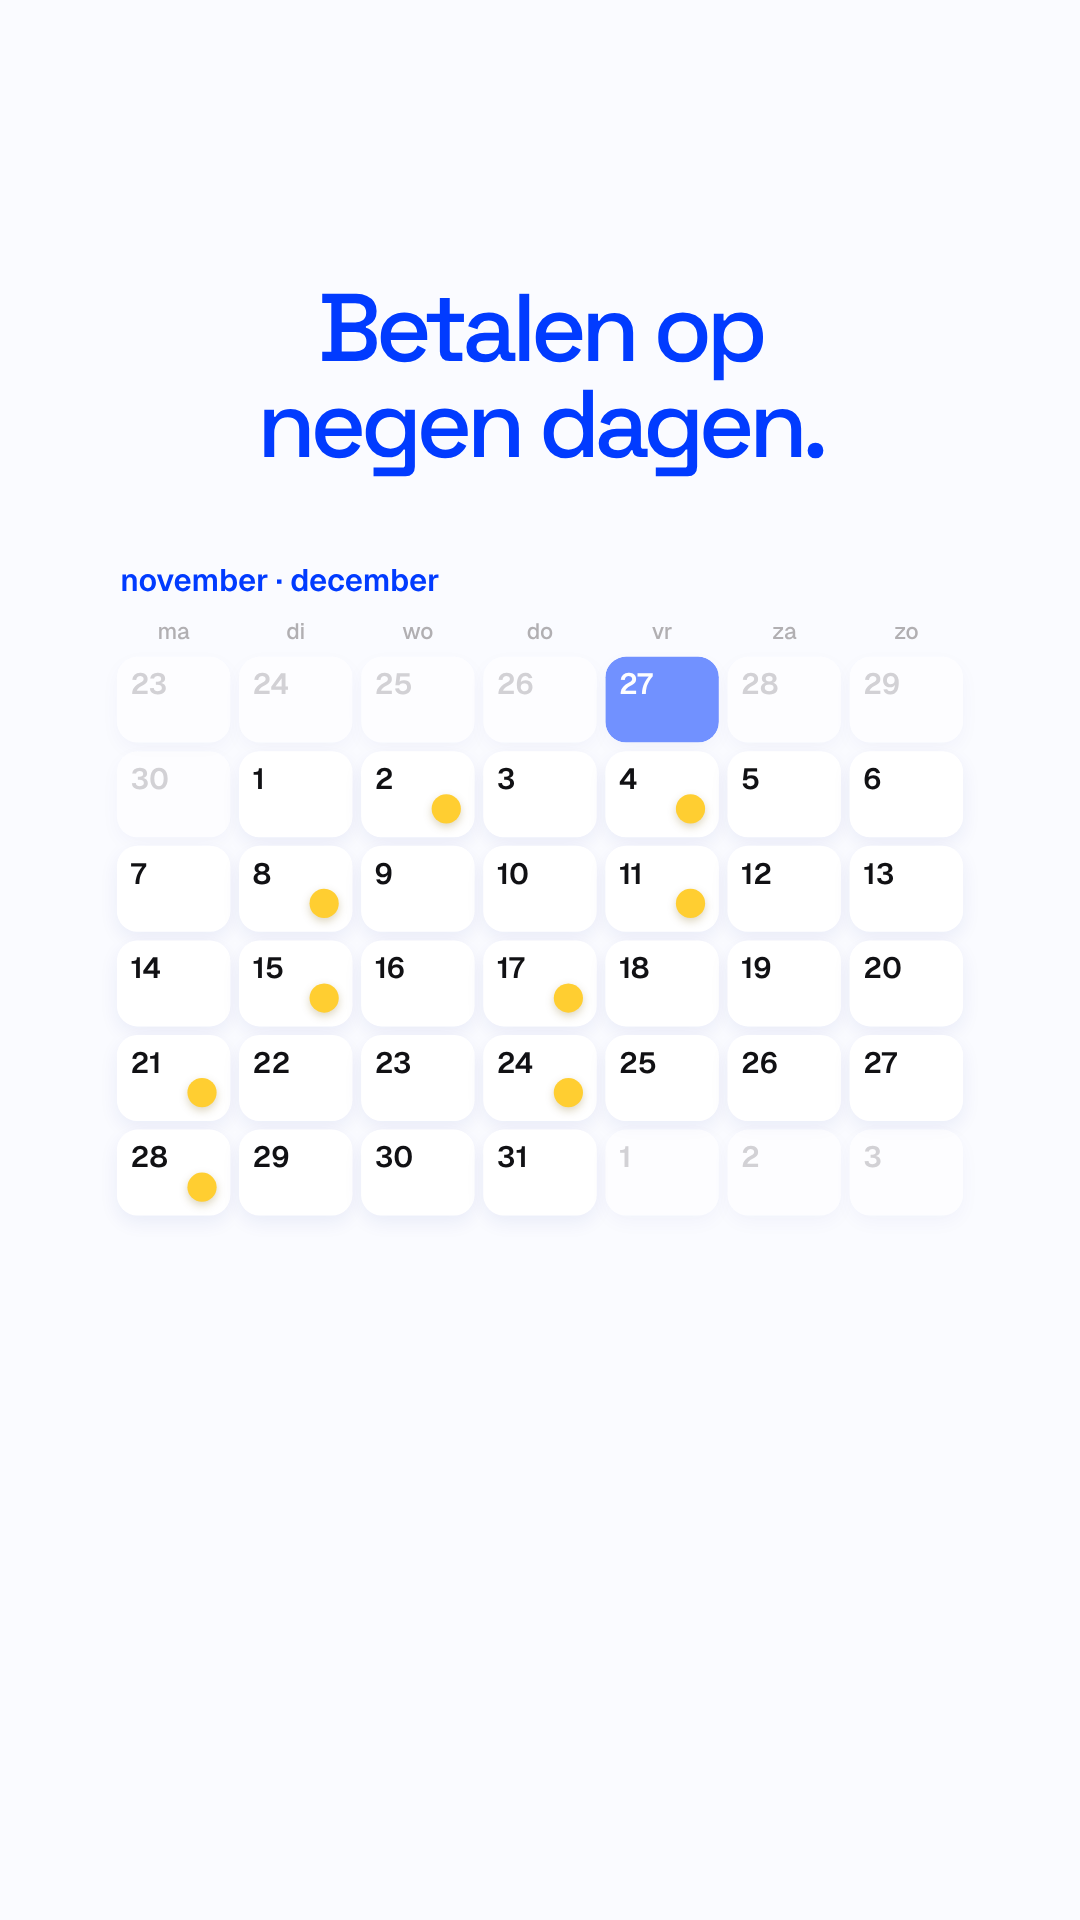 Betalen op
negen dagen.
november · december
ma di wo do vr za zo
23 24 25 26 27 28 29
30 1 2 3 4 5 6
7 8 9 10 11 12 13
14 15 16 17 18 19 20
21 22 23 24 25 26 27
28 29 30 31 1 2 3